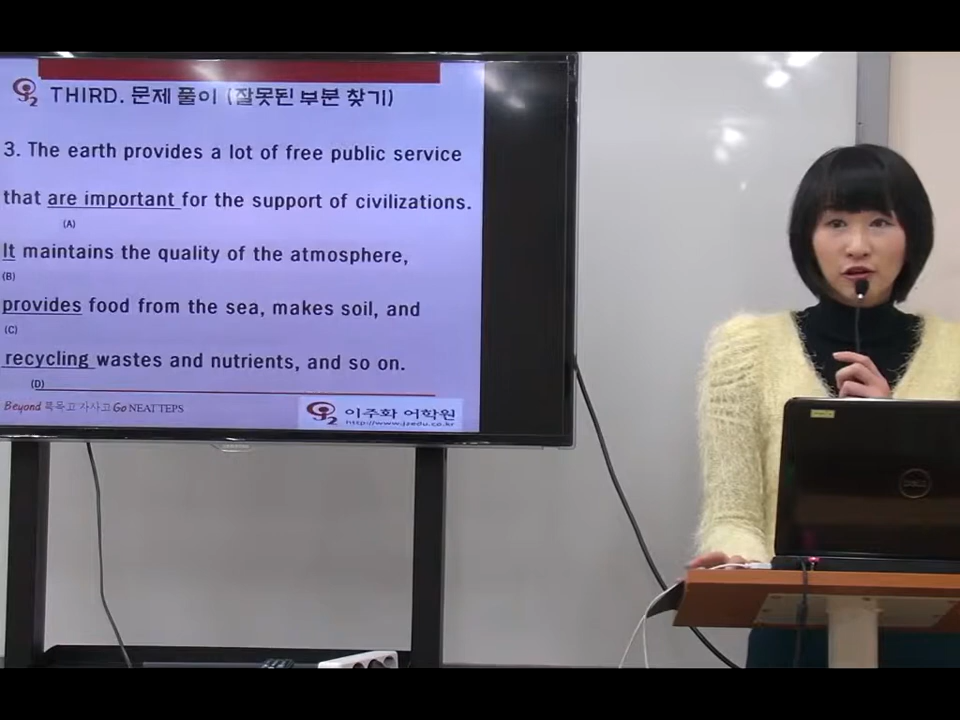 THIRD. 문제 풀이 (잘못된 부분 찾기)
3. The earth provides a lot of free public service
that are important for the support of civilizations.
(A)
It maintains the quality of the atmosphere,
(B)
provides food from the sea, makes soil, and
(C)
recycling wastes and nutrients, and so on.
(D)
Beyond 특목고 자사고 Go NEAT TEPS
이주화 어학원
http://www.jzedu.co.kr
DELL